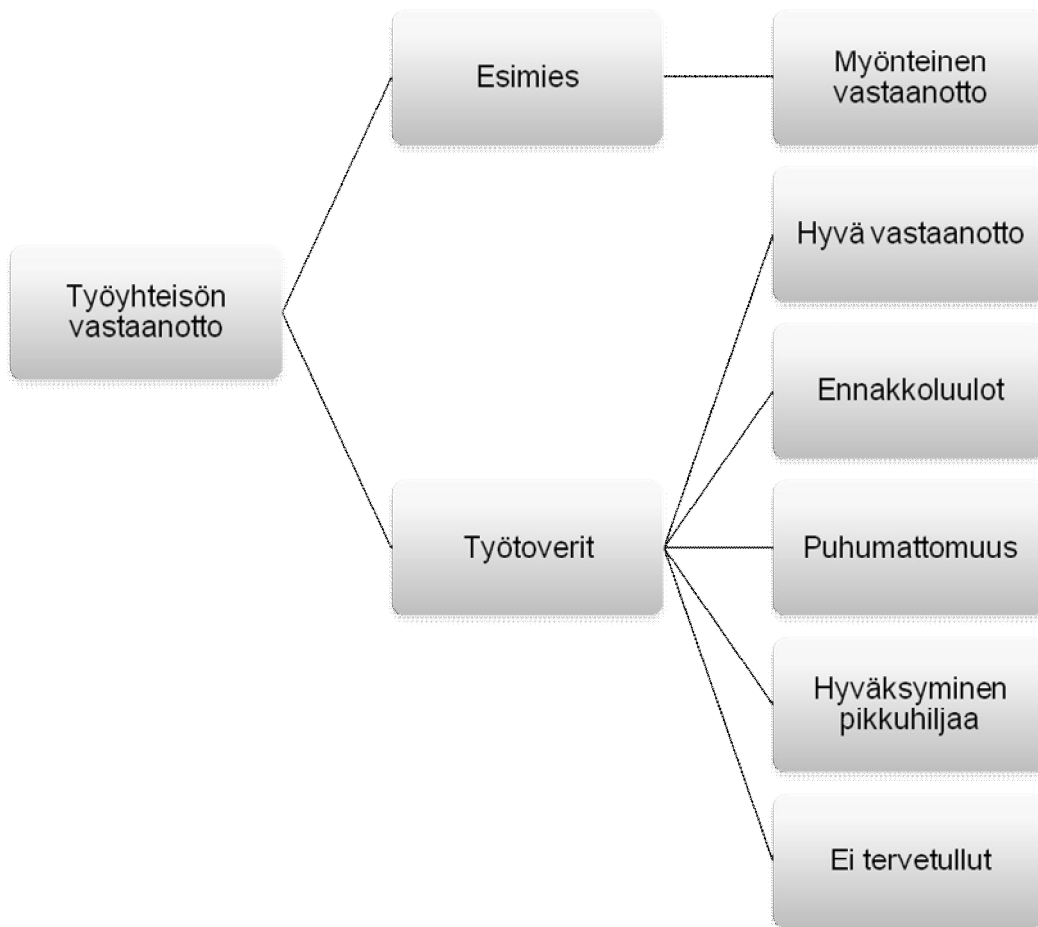 Työyhteisön
vastaanotto
Esimies
Myönteinen
vastaanotto
Työtoverit
Hyvä vastaanotto
Ennakkoluulot
Puhumattomuus
Hyväksyminen
pikkuhiljaa
Ei tervetullut